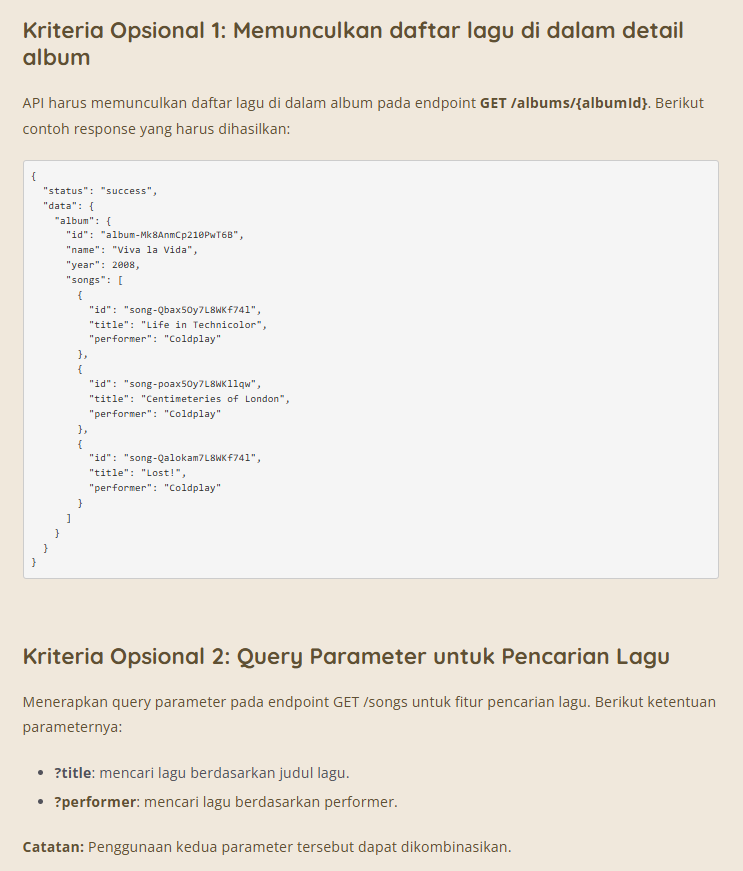 Kriteria Opsional 1: Memunculkan daftar lagu di dalam detail
album
API harus memunculkan daftar lagu di dalam album pada endpoint GET /albums/{albumId}. Berikut
contoh response yang harus dihasilkan:
{
  "status": "success",
  "data": {
    "album": {
      "id": "album-Mk8AnmCp210PwT6B",
      "name": "Viva la Vida",
      "year": 2008,
      "songs": [
        {
          "id": "song-Qbax5Oy7L8WKf74l",
          "title": "Life in Technicolor",
          "performer": "Coldplay"
        },
        {
          "id": "song-poax5Oy7L8WKllqw",
          "title": "Centimeteries of London",
          "performer": "Coldplay"
        },
        {
          "id": "song-Qalokam7L8WKf74l",
          "title": "Lost!",
          "performer": "Coldplay"
        }
      ]
    }
  }
}
Kriteria Opsional 2: Query Parameter untuk Pencarian Lagu
Menerapkan query parameter pada endpoint GET /songs untuk fitur pencarian lagu. Berikut ketentuan
parameternya:
• ?title: mencari lagu berdasarkan judul lagu.
• ?performer: mencari lagu berdasarkan performer.
Catatan: Penggunaan kedua parameter tersebut dapat dikombinasikan.